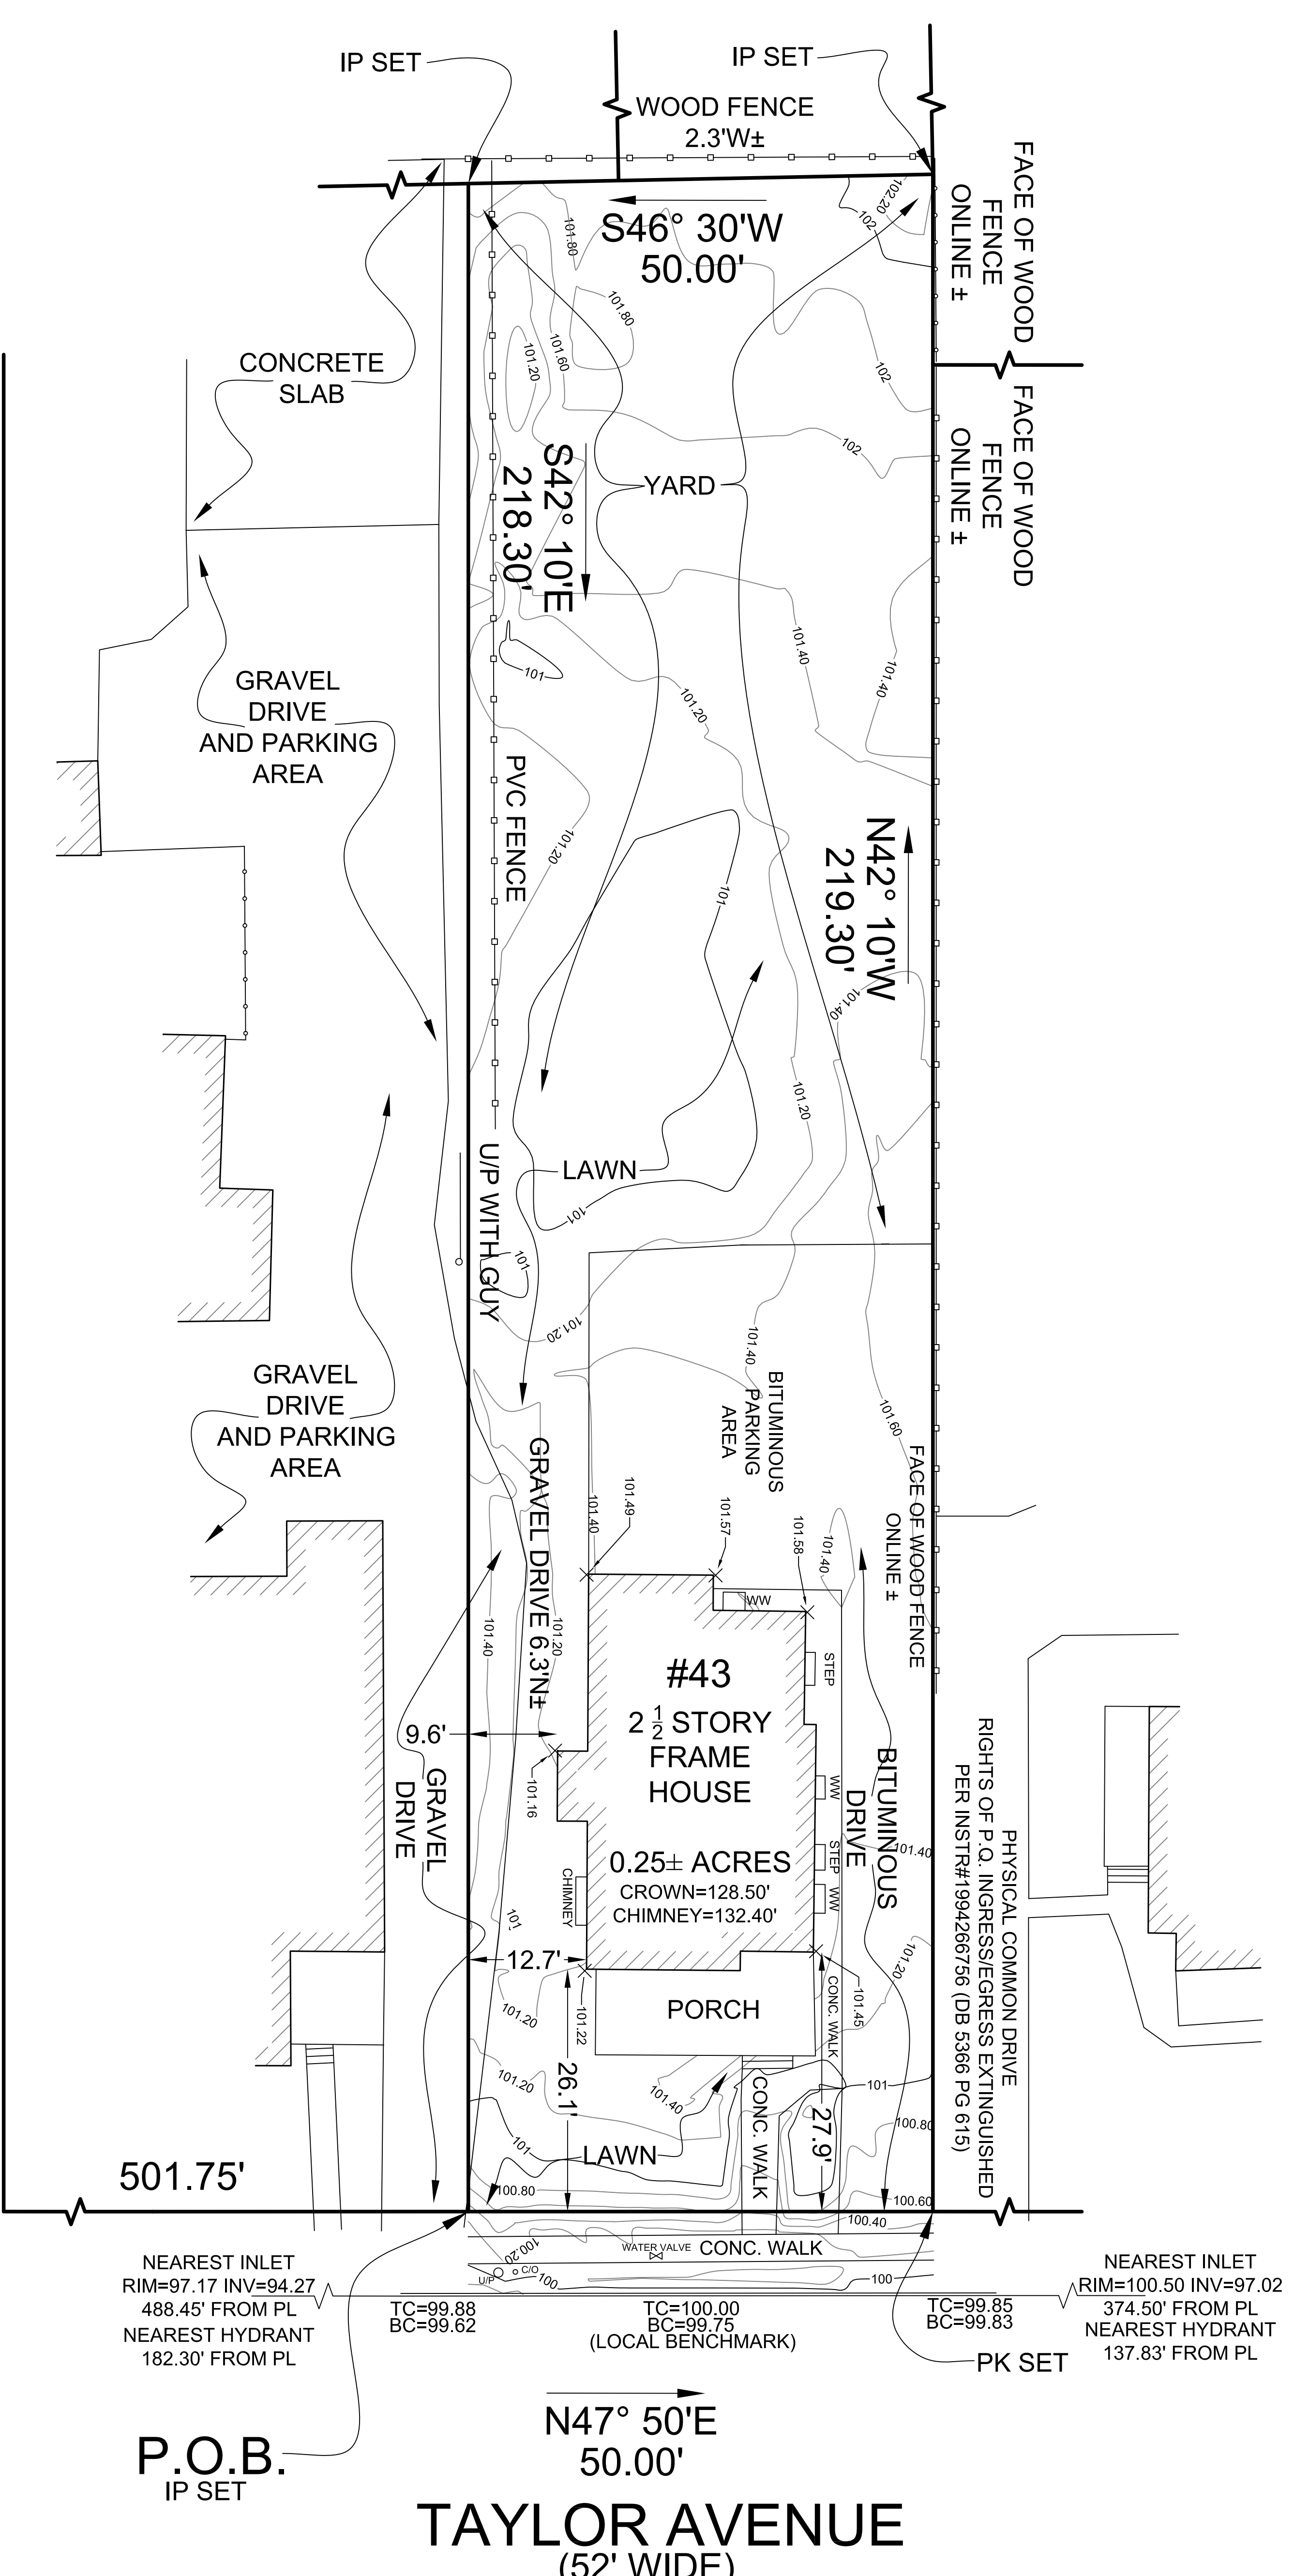 IP SET
IP SET
WOOD FENCE
2.3'W±
FACE OF WOOD
FENCE
ONLINE ±
S46° 30'W
50.00'
102.20
102
101.80
101.80
101.60
101.20
102
102
CONCRETE
SLAB
FACE OF WOOD
FENCE
ONLINE ±
S42° 10'E
218.30'
YARD
101.40
101.40
101
101.20
GRAVEL
DRIVE
AND PARKING
AREA
PVC FENCE
101.20
101
N42° 10'W
219.30'
101.40
101.20
U/P WITH GUY
LAWN
101
101
101.20
101.40
BITUMINOUS
PARKING
AREA
101.60
GRAVEL
DRIVE
AND PARKING
AREA
GRAVEL DRIVE 6.3'N±
101.40
101.49
101.57
101.58
101.40
FACE OF WOOD FENCE
ONLINE ±
WW
101.40
101.20
#43
2 1/2 STORY
FRAME
HOUSE
STEP
9.6'
101.16
GRAVEL
DRIVE
WW
BITUMINOUS
DRIVE
101.40
0.25± ACRES
CROWN=128.50'
CHIMNEY=132.40'
CHIMNEY
STEP
WW
PHYSICAL COMMON DRIVE
RIGHTS OF P.Q. INGRESS/EGRESS EXTINGUISHED
PER INSTR#1994266756 (DB 5366 PG 615)
101
12.7'
101.20
101.20
101.22
PORCH
CONC. WALK
101.45
101.20
26.1'
101.40
CONC. WALK
27.9'
101
100.80
101
LAWN
501.75'
100.80
100.60
100.40
100.20
WATER VALVE
CONC. WALK
U/P
C/O
100
100
NEAREST INLET
RIM=97.17 INV=94.27
488.45' FROM PL
NEAREST HYDRANT
182.30' FROM PL
TC=99.88
BC=99.62
TC=100.00
BC=99.75
(LOCAL BENCHMARK)
TC=99.85
BC=99.83
NEAREST INLET
RIM=100.50 INV=97.02
374.50' FROM PL
NEAREST HYDRANT
137.83' FROM PL
PK SET
N47° 50'E
50.00'
P.O.B.
IP SET
TAYLOR AVENUE
(52' WIDE)